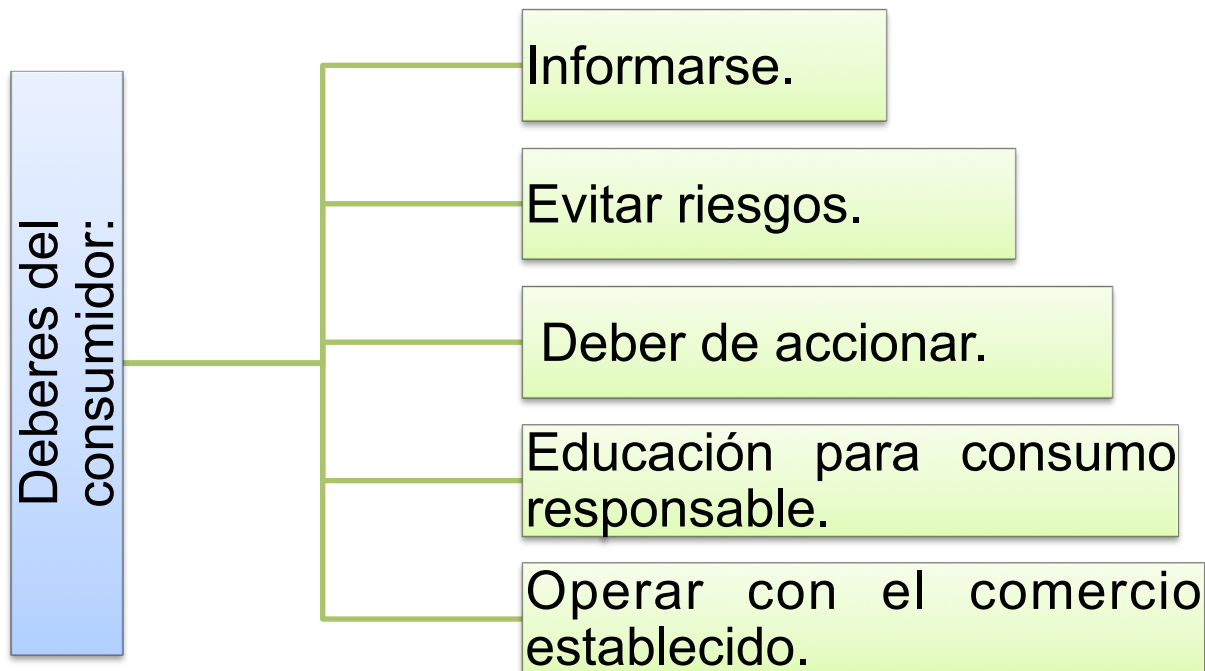 Deberes del
consumidor:
Informarse.
Evitar riesgos.
Deber de accionar.
Educación para consumo
responsable.
Operar con el comercio
establecido.